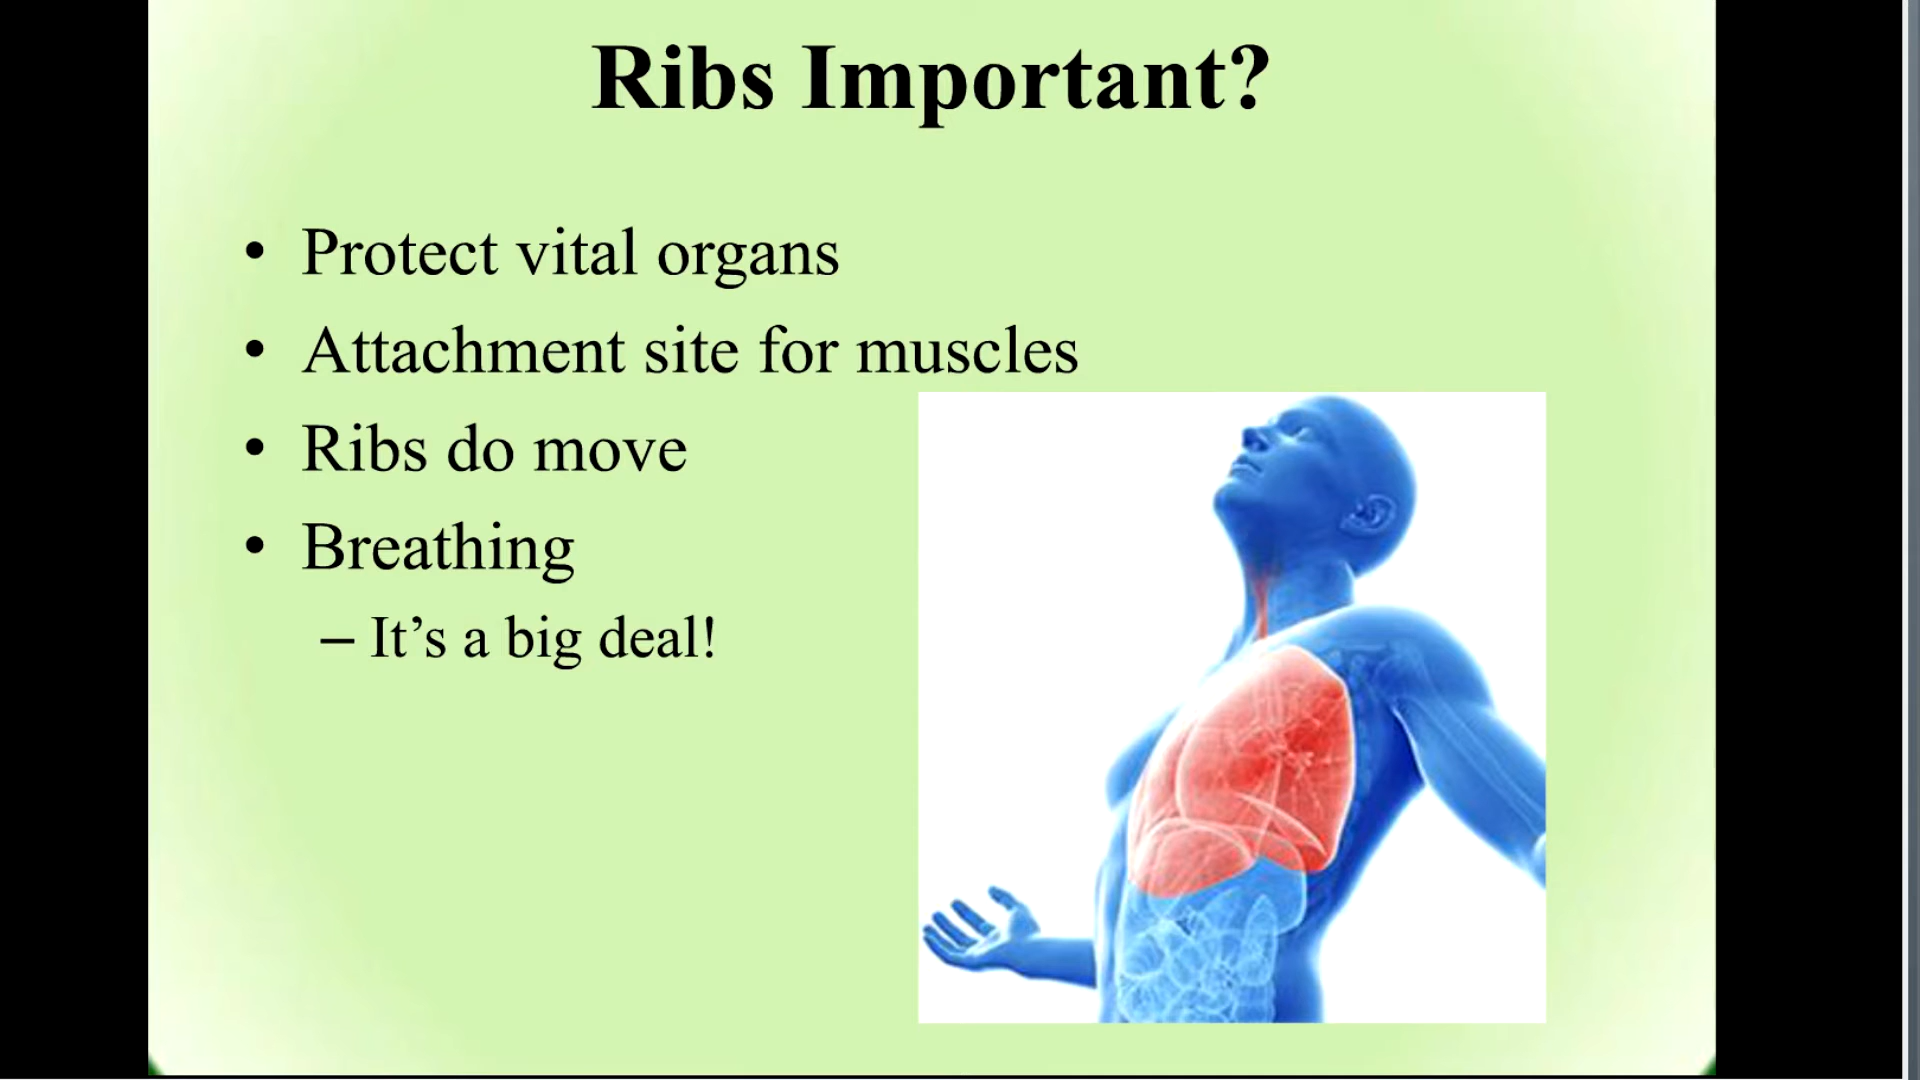 Ribs Important?
• Protect vital organs
• Attachment site for muscles
• Ribs do move
• Breathing
– It’s a big deal!